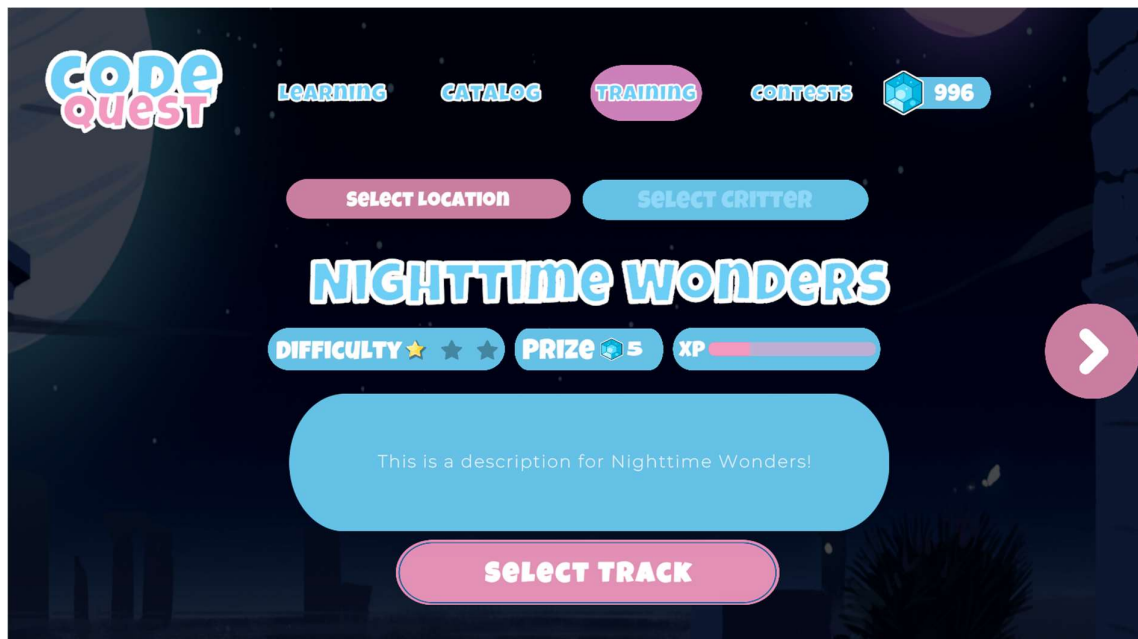 CODE
QUEST
LEARNING CATALOG TRAINING CONTESTS 996
SELECT LOCATION SELECT CRITTER
NIGHTTIME WONDERS
DIFFICULTY PRIZE 5 XP
This is a description for Nighttime Wonders!
SELECT TRACK